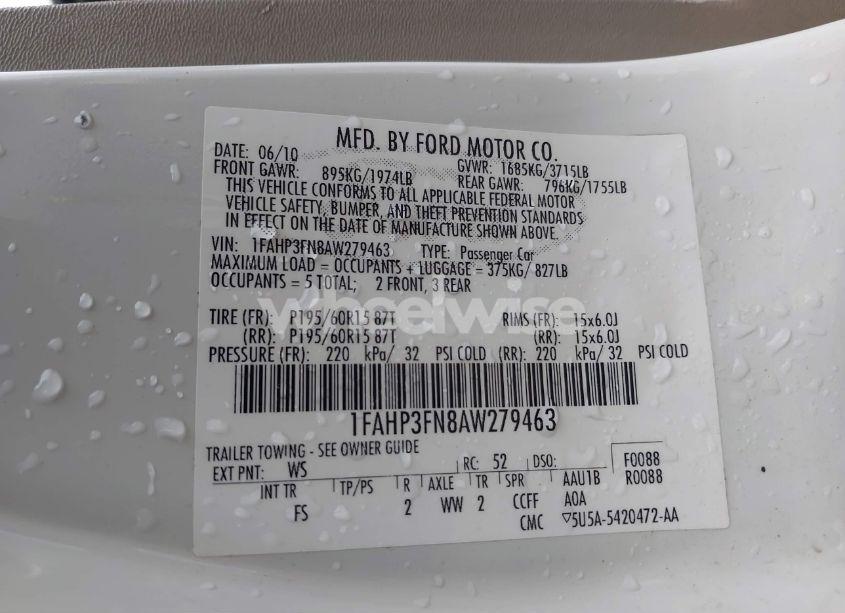 MFD. BY FORD MOTOR CO.
DATE: 06/10 GVWR: 1685KG/3715LB
FRONT GAWR: 895KG/1974LB REAR GAWR: 796KG/1755LB
THIS VEHICLE CONFORMS TO ALL APPLICABLE FEDERAL MOTOR
VEHICLE SAFETY, BUMPER, AND THEFT PREVENTION STANDARDS
IN EFFECT ON THE DATE OF MANUFACTURE SHOWN ABOVE.
VIN: 1FAHP3FN8AW279463 TYPE: Passenger Car
MAXIMUM LOAD = OCCUPANTS + LUGGAGE = 375KG/ 827LB
OCCUPANTS = 5 TOTAL; 2 FRONT, 3 REAR
wheelwise
TIRE (FR): P195/60R15 87T RIMS (FR): 15x6.0J
(RR): P195/60R15 87T (RR): 15x6.0J
PRESSURE (FR): 220 kPa/ 32 PSI COLD (RR): 220 kPa/ 32 PSI COLD
1FAHP3FN8AW279463
TRAILER TOWING - SEE OWNER GUIDE
EXT PNT: WS RC: 52 DSO: F0088
R0088
INT TR TP/PS R AXLE TR SPR AAU1B
FS 2 WW 2 CCFF AOA
CMC ▽5U5A-5420472-AA